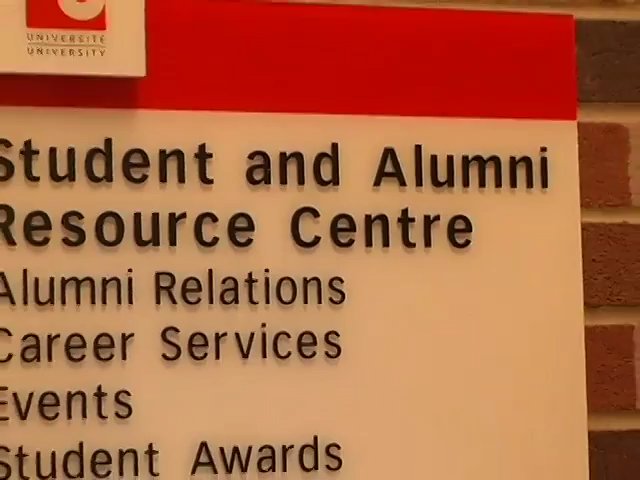 UNIVERSITÉ
UNIVERSITY
Student and Alumni
Resource Centre
Alumni Relations
Career Services
Events
Student Awards